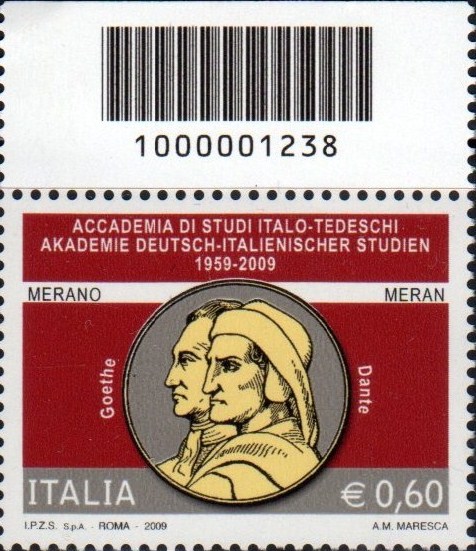 1000001238
ACCADEMIA DI STUDI ITALO-TEDESCHI
AKADEMIE DEUTSCH-ITALIENISCHER STUDIEN
1959-2009
MERANO MERAN
Goethe Dante
ITALIA € 0,60
I.P.Z.S. S.p.A. - ROMA - 2009 A.M. MARESCA